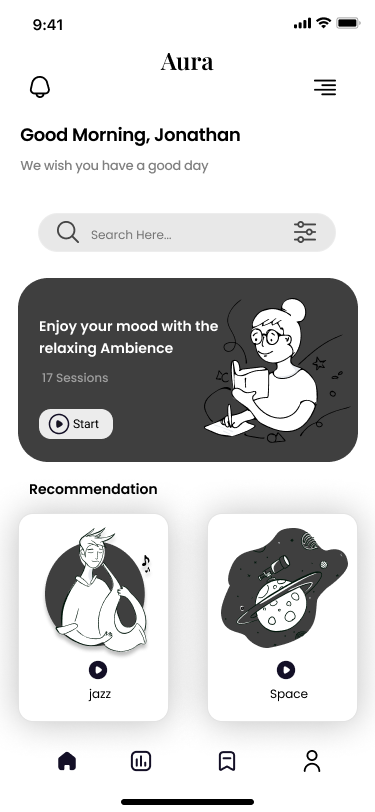 9:41
Aura
Good Morning, Jonathan
We wish you have a good day
Search Here...
Enjoy your mood with the
relaxing Ambience
17 Sessions
Start
Recommendation
jazz
Space